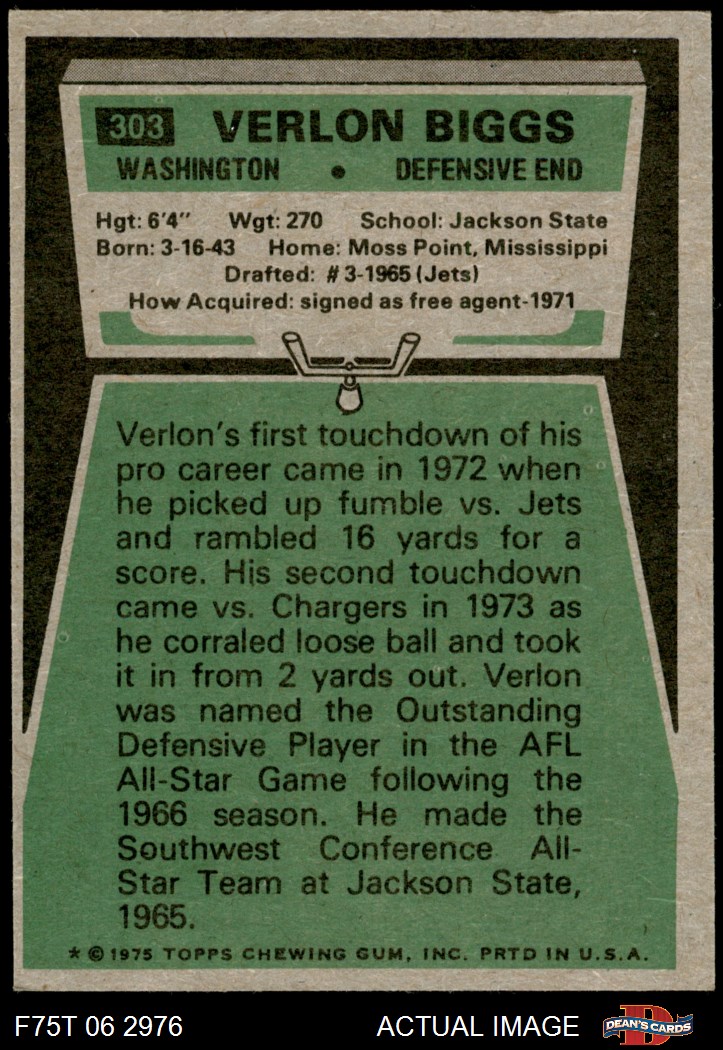 303 VERLON BIGGS
WASHINGTON • DEFENSIVE END
Hgt: 6'4" Wgt: 270 School: Jackson State
Born: 3-16-43 Home: Moss Point, Mississippi
Drafted: #3-1965 (Jets)
How Acquired: signed as free agent-1971
Verlon's first touchdown of his
pro career came in 1972 when
he picked up fumble vs. Jets
and rambled 16 yards for a
score. His second touchdown
came vs. Chargers in 1973 as
he corraled loose ball and took
it in from 2 yards out. Verlon
was named the Outstanding
Defensive Player in the AFL
All-Star Game following the
1966 season. He made the
Southwest Conference All-
Star Team at Jackson State,
1965.
* © 1975 TOPPS CHEWING GUM, INC. PRTD IN U.S.A.
F75T 06 2976 ACTUAL IMAGE D DEAN'S CARDS